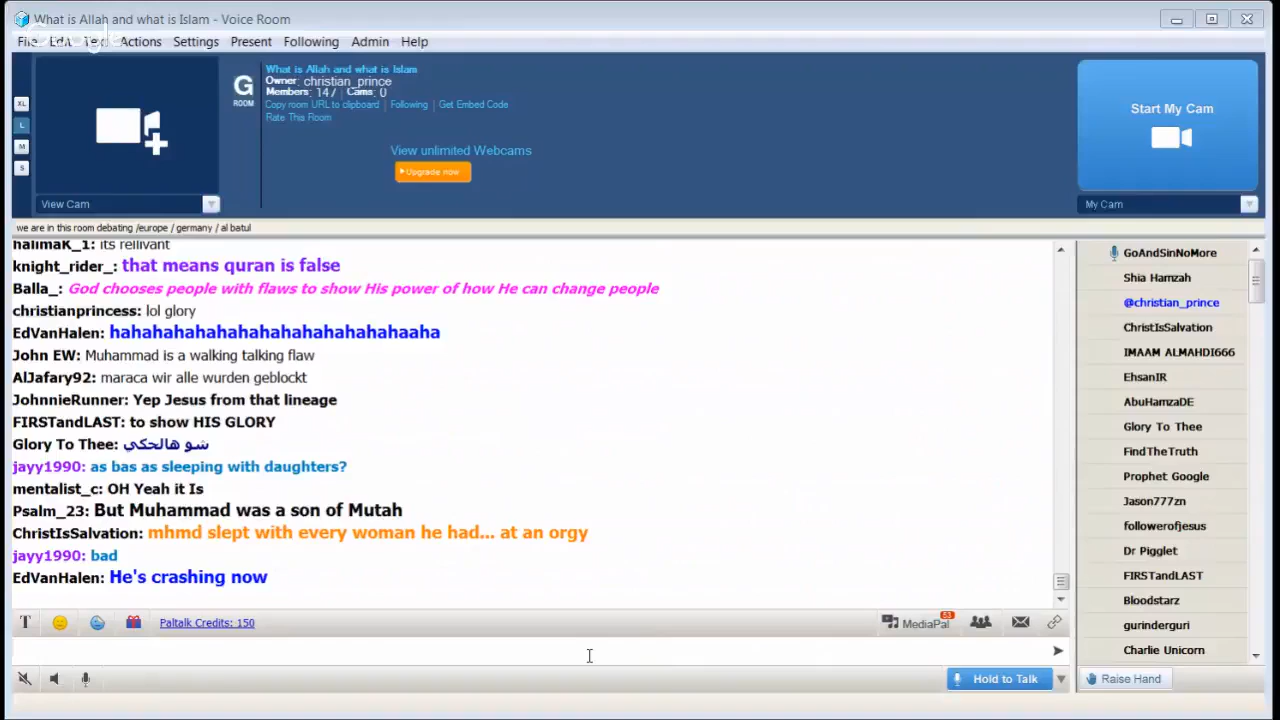 What is Allah and what is Islam - Voice Room
Google
File Edit Text Actions Settings Present Following Admin Help
XL
L
M
S
G
ROOM
What is Allah and what is Islam
Owner: christian_prince
Members: 147 Cams: 0
Copy room URL to clipboard | Following | Get Embed Code
Rate This Room
View unlimited Webcams
Upgrade now
Start My Cam
View Cam
My Cam
we are in this room debating /europe / germany / al batul
halimaK_1: its rellivant
knight_rider_: that means quran is false
Balla_: God chooses people with flaws to show His power of how He can change people
christianprincess: lol glory
EdVanHalen: hahahahahahahahahahahahahahaaha
John EW: Muhammad is a walking talking flaw
AlJafary92: maraca wir alle wurden geblockt
JohnnieRunner: Yep Jesus from that lineage
FIRSTandLAST: to show HIS GLORY
Glory To Thee: شو هالحكي
jayy1990: as bas as sleeping with daughters?
mentalist_c: OH Yeah it Is
Psalm_23: But Muhammad was a son of Mutah
ChristIsSalvation: mhmd slept with every woman he had... at an orgy
jayy1990: bad
EdVanHalen: He's crashing now
GoAndSinNoMore
Shia Hamzah
@christian_prince
ChristIsSalvation
IMAAM ALMAHDI666
EhsanIR
AbuHamzaDE
Glory To Thee
FindTheTruth
Prophet Google
Jason777zn
followerofjesus
Dr Pigglet
FIRSTandLAST
Bloodstarz
gurinderguri
Charlie Unicorn
T
Paltalk Credits: 150
MediaPal
53
Hold to Talk
Raise Hand